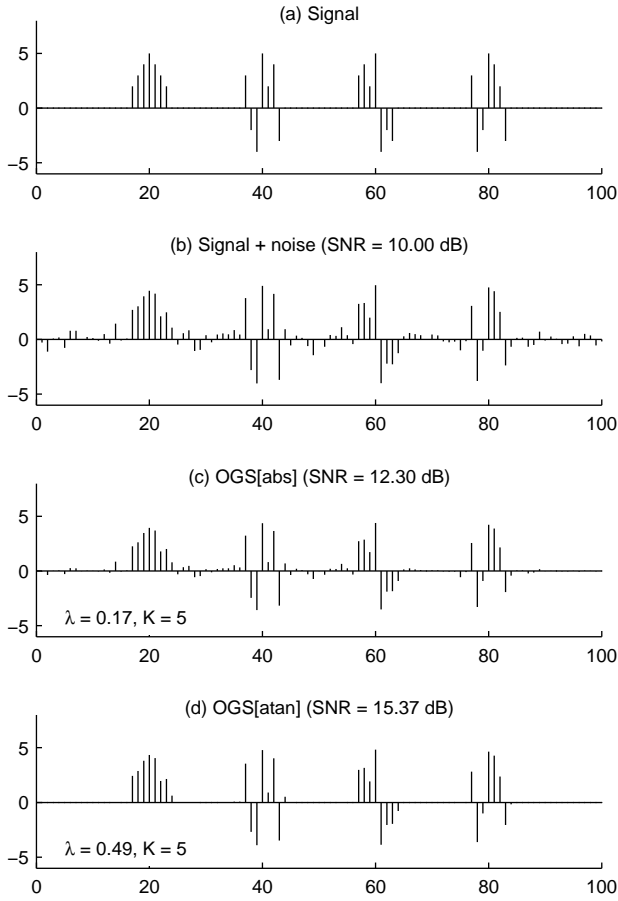 (a) Signal
5
0
−5
0 20 40 60 80 100
(b) Signal + noise (SNR = 10.00 dB)
5
0
−5
0 20 40 60 80 100
(c) OGS[abs] (SNR = 12.30 dB)
5
0
−5
λ = 0.17, K = 5
0 20 40 60 80 100
(d) OGS[atan] (SNR = 15.37 dB)
5
0
−5
λ = 0.49, K = 5
0 20 40 60 80 100